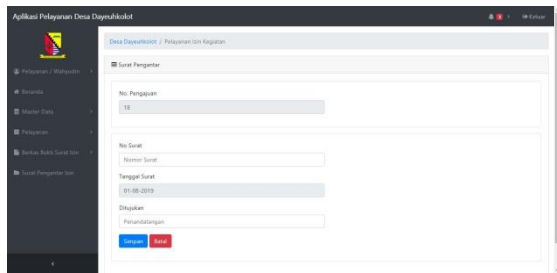 Aplikasi Pelayanan Desa Dayeuhkolot
Keluar
Desa Dayeuhkolot / Pelayanan Izin Kegiatan
Pelayanan / Wahyudin
Beranda
Master Data
Pelayanan
Berkas Bukti Surat Izin
Surat Pengantar Izin
Surat Pengantar
No. Pengajuan
18
No Surat
Nomor Surat
Tanggal Surat
01-08-2019
Ditujukan
Penandatangan
Simpan Batal